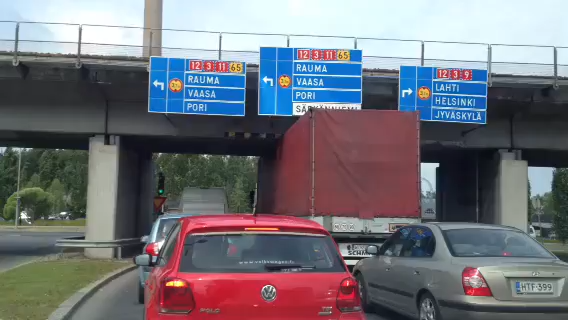 12 3 11 65
RAUMA
VAASA
PORI
12 3 11 65
RAUMA
VAASA
PORI
SÄRKÄNNIEMI
12 3 9
LAHTI
HELSINKI
JYVÄSKYLÄ
POLO
HTF-399